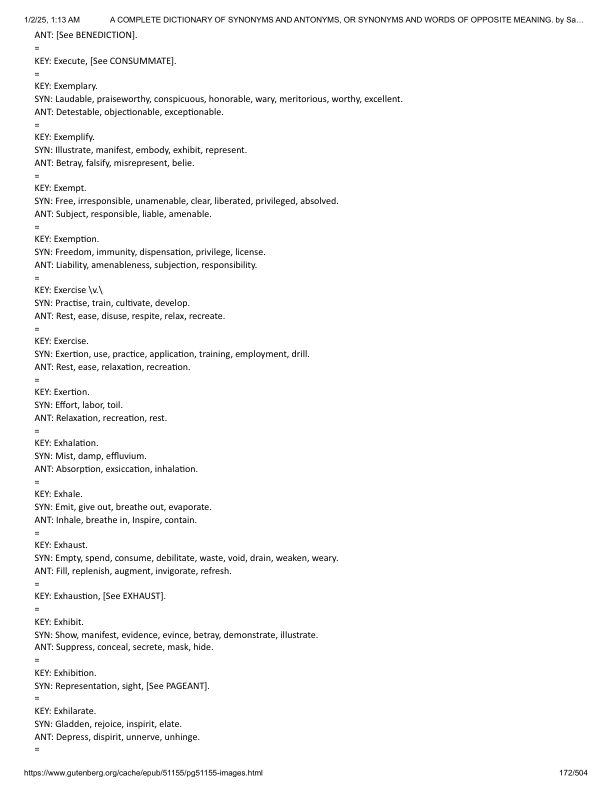 1/2/25, 1:13 AM A COMPLETE DICTIONARY OF SYNONYMS AND ANTONYMS, OR SYNONYMS AND WORDS OF OPPOSITE MEANING. by Sa…
ANT: [See BENEDICTION].
=
KEY: Execute, [See CONSUMMATE].
=
KEY: Exemplary.
SYN: Laudable, praiseworthy, conspicuous, honorable, wary, meritorious, worthy, excellent.
ANT: Detestable, objectionable, exceptionable.
=
KEY: Exemplify.
SYN: Illustrate, manifest, embody, exhibit, represent.
ANT: Betray, falsify, misrepresent, belie.
=
KEY: Exempt.
SYN: Free, irresponsible, unamenable, clear, liberated, privileged, absolved.
ANT: Subject, responsible, liable, amenable.
=
KEY: Exemption.
SYN: Freedom, immunity, dispensation, privilege, license.
ANT: Liability, amenableness, subjection, responsibility.
=
KEY: Exercise \v.\
SYN: Practise, train, cultivate, develop.
ANT: Rest, ease, disuse, respite, relax, recreate.
=
KEY: Exercise.
SYN: Exertion, use, practice, application, training, employment, drill.
ANT: Rest, ease, relaxation, recreation.
=
KEY: Exertion.
SYN: Effort, labor, toil.
ANT: Relaxation, recreation, rest.
=
KEY: Exhalation.
SYN: Mist, damp, effluvium.
ANT: Absorption, exsiccation, inhalation.
=
KEY: Exhale.
SYN: Emit, give out, breathe out, evaporate.
ANT: Inhale, breathe in, Inspire, contain.
=
KEY: Exhaust.
SYN: Empty, spend, consume, debilitate, waste, void, drain, weaken, weary.
ANT: Fill, replenish, augment, invigorate, refresh.
=
KEY: Exhaustion, [See EXHAUST].
=
KEY: Exhibit.
SYN: Show, manifest, evidence, evince, betray, demonstrate, illustrate.
ANT: Suppress, conceal, secrete, mask, hide.
=
KEY: Exhibition.
SYN: Representation, sight, [See PAGEANT].
=
KEY: Exhilarate.
SYN: Gladden, rejoice, inspirit, elate.
ANT: Depress, dispirit, unnerve, unhinge.
=
https://www.gutenberg.org/cache/epub/51155/pg51155-images.html 172/504